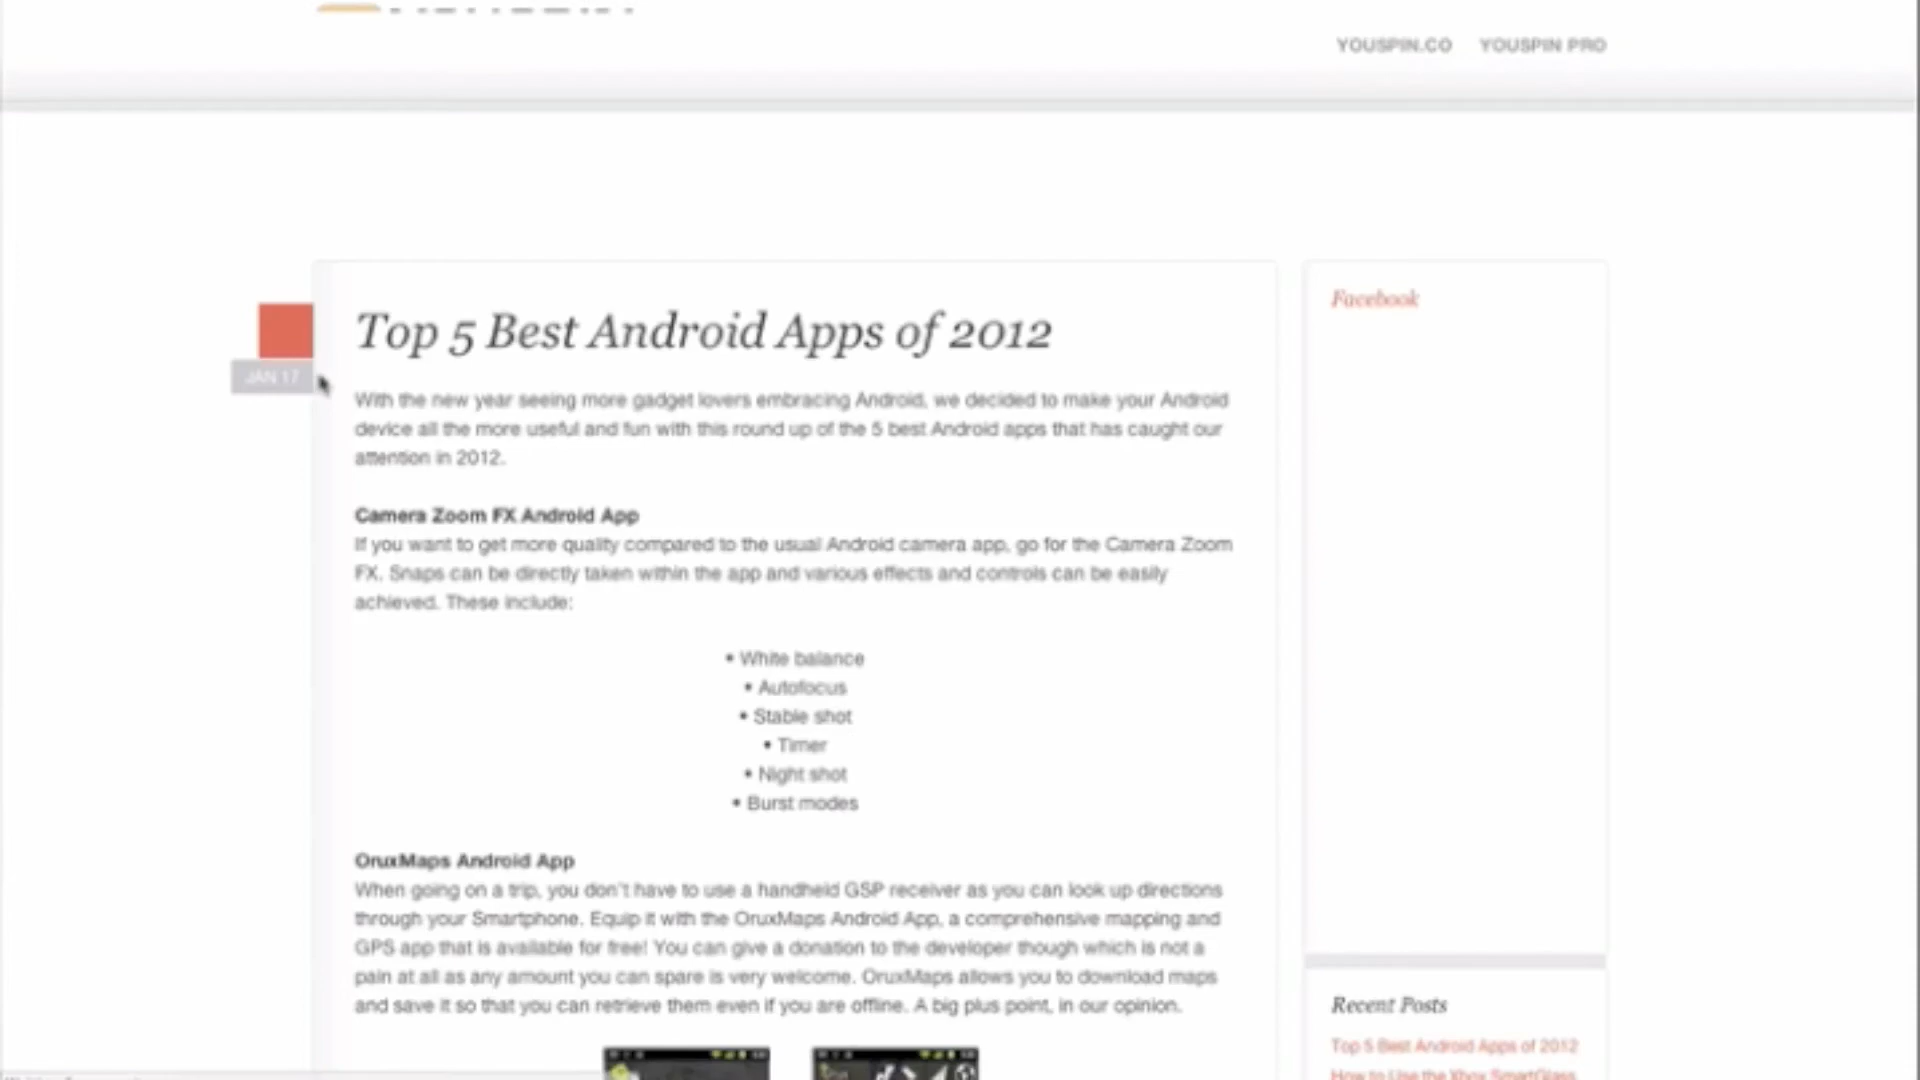 YOUSPIN.CO YOUSPIN PRO
Top 5 Best Android Apps of 2012
JAN 17
With the new year seeing more gadget lovers embracing Android, we decided to make your Android
device all the more useful and fun with this round up of the 5 best Android apps that has caught our
attention in 2012.
Camera Zoom FX Android App
If you want to get more quality compared to the usual Android camera app, go for the Camera Zoom
FX. Snaps can be directly taken within the app and various effects and controls can be easily
achieved. These include:
• White balance
• Autofocus
• Stable shot
• Timer
• Night shot
• Burst modes
OruxMaps Android App
When going on a trip, you don't have to use a handheld GSP receiver as you can look up directions
through your Smartphone. Equip it with the OruxMaps Android App, a comprehensive mapping and
GPS app that is available for free! You can give a donation to the developer though which is not a
pain at all as any amount you can spare is very welcome. OruxMaps allows you to download maps
and save it so that you can retrieve them even if you are offline. A big plus point, in our opinion.
Facebook
Recent Posts
Top 5 Best Android Apps of 2012
How to Use the Xbox SmartGlass